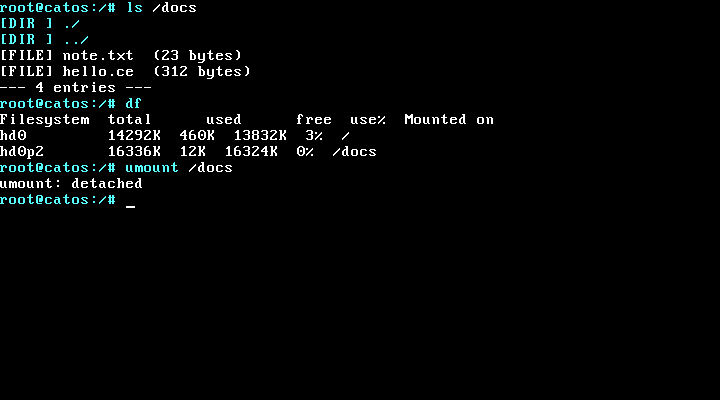 root@catos:/# ls /docs
[DIR ] ./
[DIR ] ../
[FILE] note.txt  (23 bytes)
[FILE] hello.ce  (312 bytes)
--- 4 entries ---
root@catos:/# df
Filesystem  total      used      free  use%  Mounted on
hd0         14292K  460K  13832K  3%  /
hd0p2       16336K  12K  16324K  0%  /docs
root@catos:/# umount /docs
umount: detached
root@catos:/# _